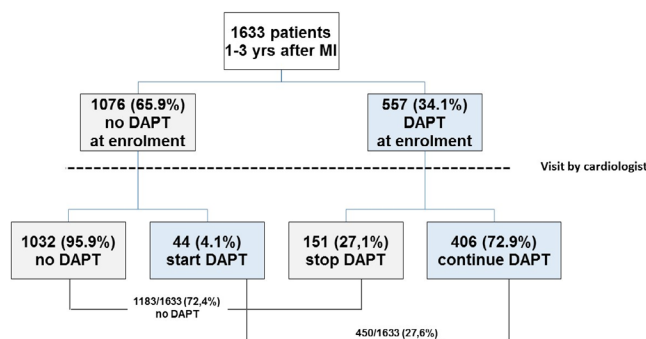 1633 patients
1-3 yrs after MI
1076 (65.9%)
no DAPT
at enrolment
557 (34.1%)
DAPT
at enrolment
Visit by cardiologist
1032 (95.9%)
no DAPT
44 (4.1%)
start DAPT
151 (27,1%)
stop DAPT
406 (72.9%)
continue DAPT
1183/1633 (72,4%)
no DAPT
450/1633 (27,6%)